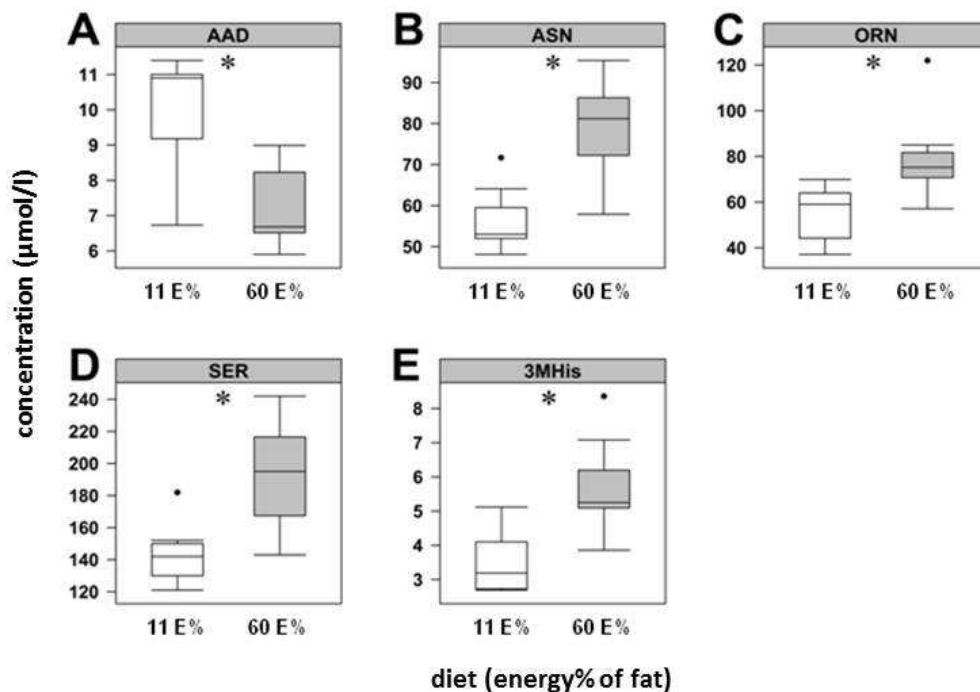 A
AAD
*
11
10
9
8
7
6
11 E%
60 E%
B
ASN
*
90
80
70
60
50
11 E%
60 E%
C
ORN
*
120
100
80
60
40
11 E%
60 E%
D
SER
*
240
220
200
180
160
140
120
11 E%
60 E%
E
3MHis
*
8
7
6
5
4
3
11 E%
60 E%
concentration (µmol/l)
diet (energy% of fat)